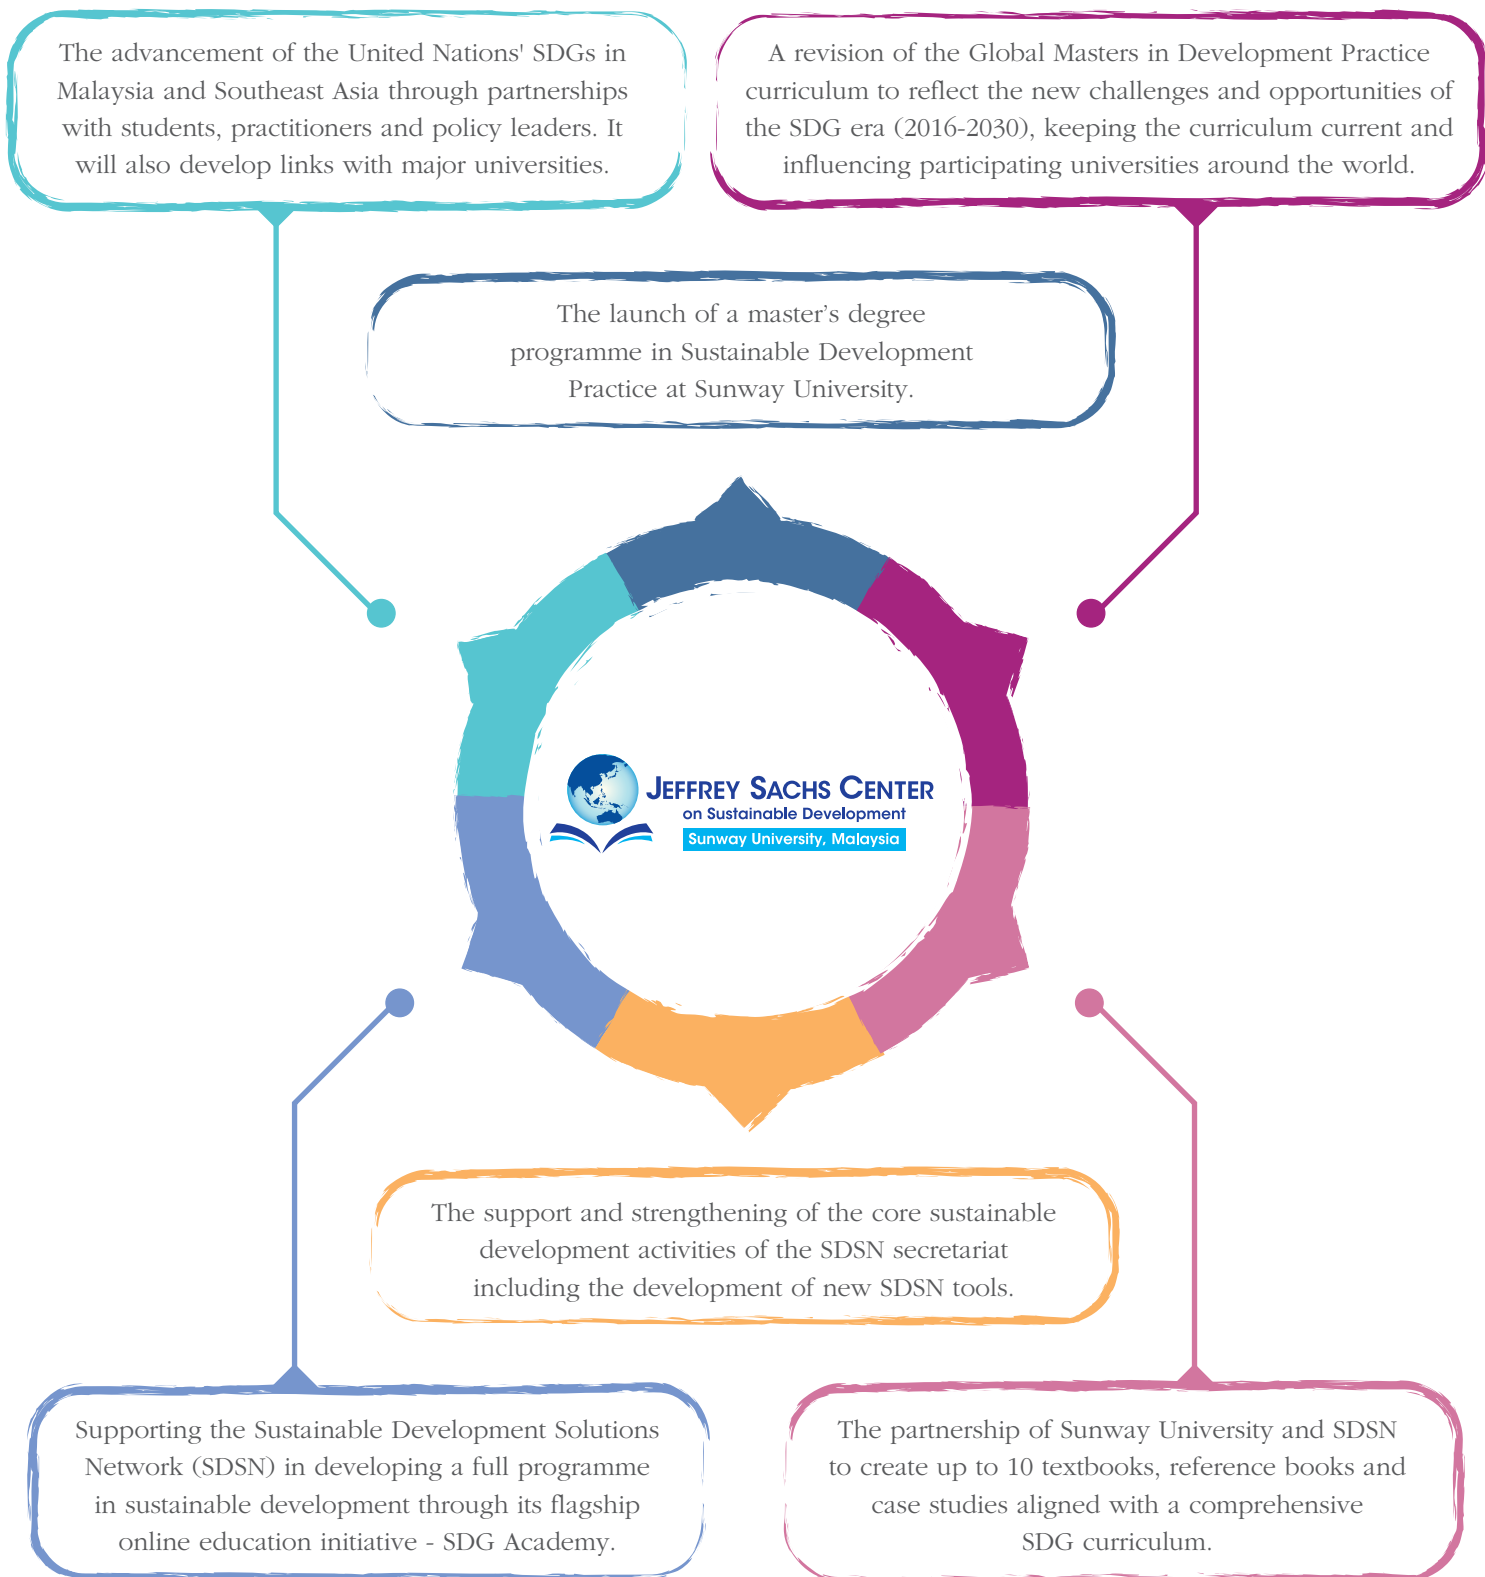 The advancement of the United Nations' SDGs in
Malaysia and Southeast Asia through partnerships
with students, practitioners and policy leaders. It
will also develop links with major universities.
A revision of the Global Masters in Development Practice
curriculum to reflect the new challenges and opportunities of
the SDG era (2016-2030), keeping the curriculum current and
influencing participating universities around the world.
The launch of a master’s degree
programme in Sustainable Development
Practice at Sunway University.
JEFFREY SACHS CENTER
on Sustainable Development
Sunway University, Malaysia
The support and strengthening of the core sustainable
development activities of the SDSN secretariat
including the development of new SDSN tools.
Supporting the Sustainable Development Solutions
Network (SDSN) in developing a full programme
in sustainable development through its flagship
online education initiative - SDG Academy.
The partnership of Sunway University and SDSN
to create up to 10 textbooks, reference books and
case studies aligned with a comprehensive
SDG curriculum.